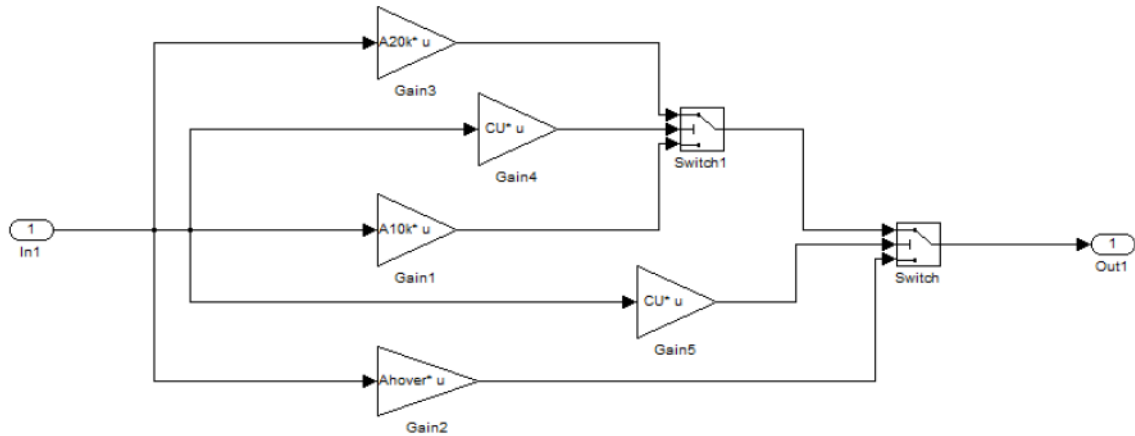 A20k* u
Gain3
CU* u
Gain4
Switch1
1
In1
A10k* u
Gain1
Switch
1
Out1
CU* u
Gain5
Ahover* u
Gain2